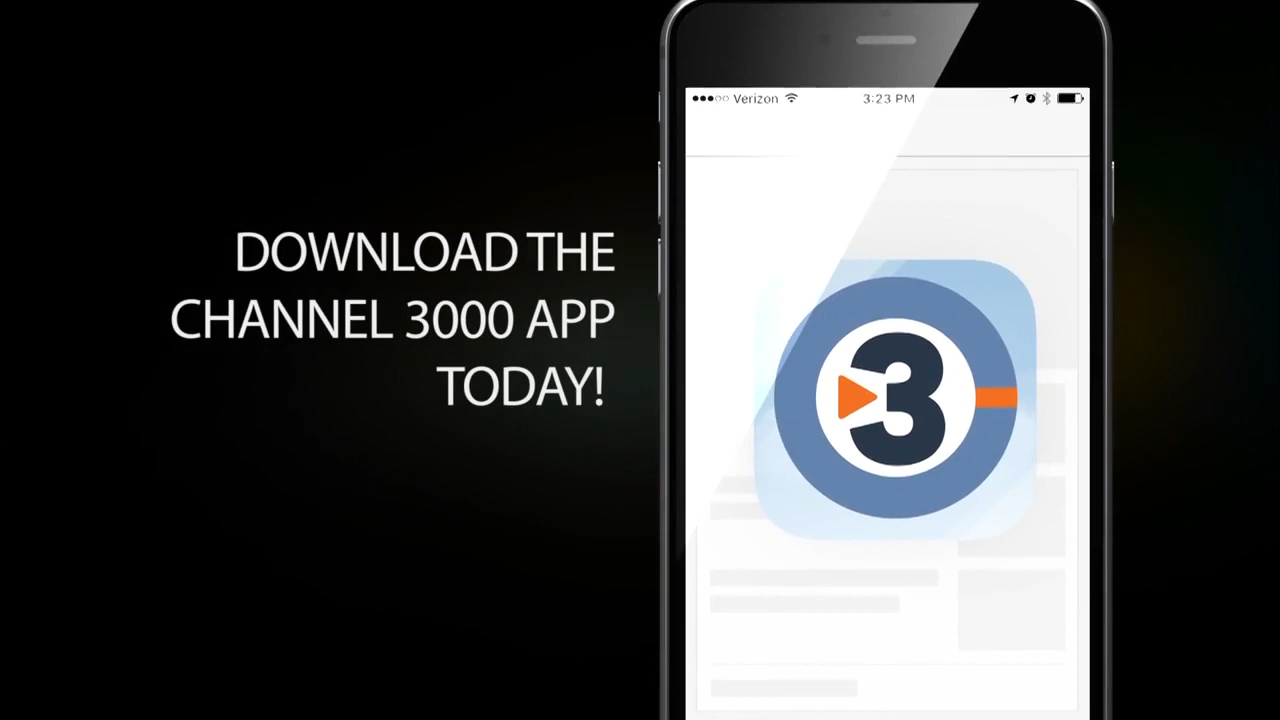 Verizon
3:23 PM
DOWNLOAD THE
CHANNEL 3000 APP
TODAY!
3